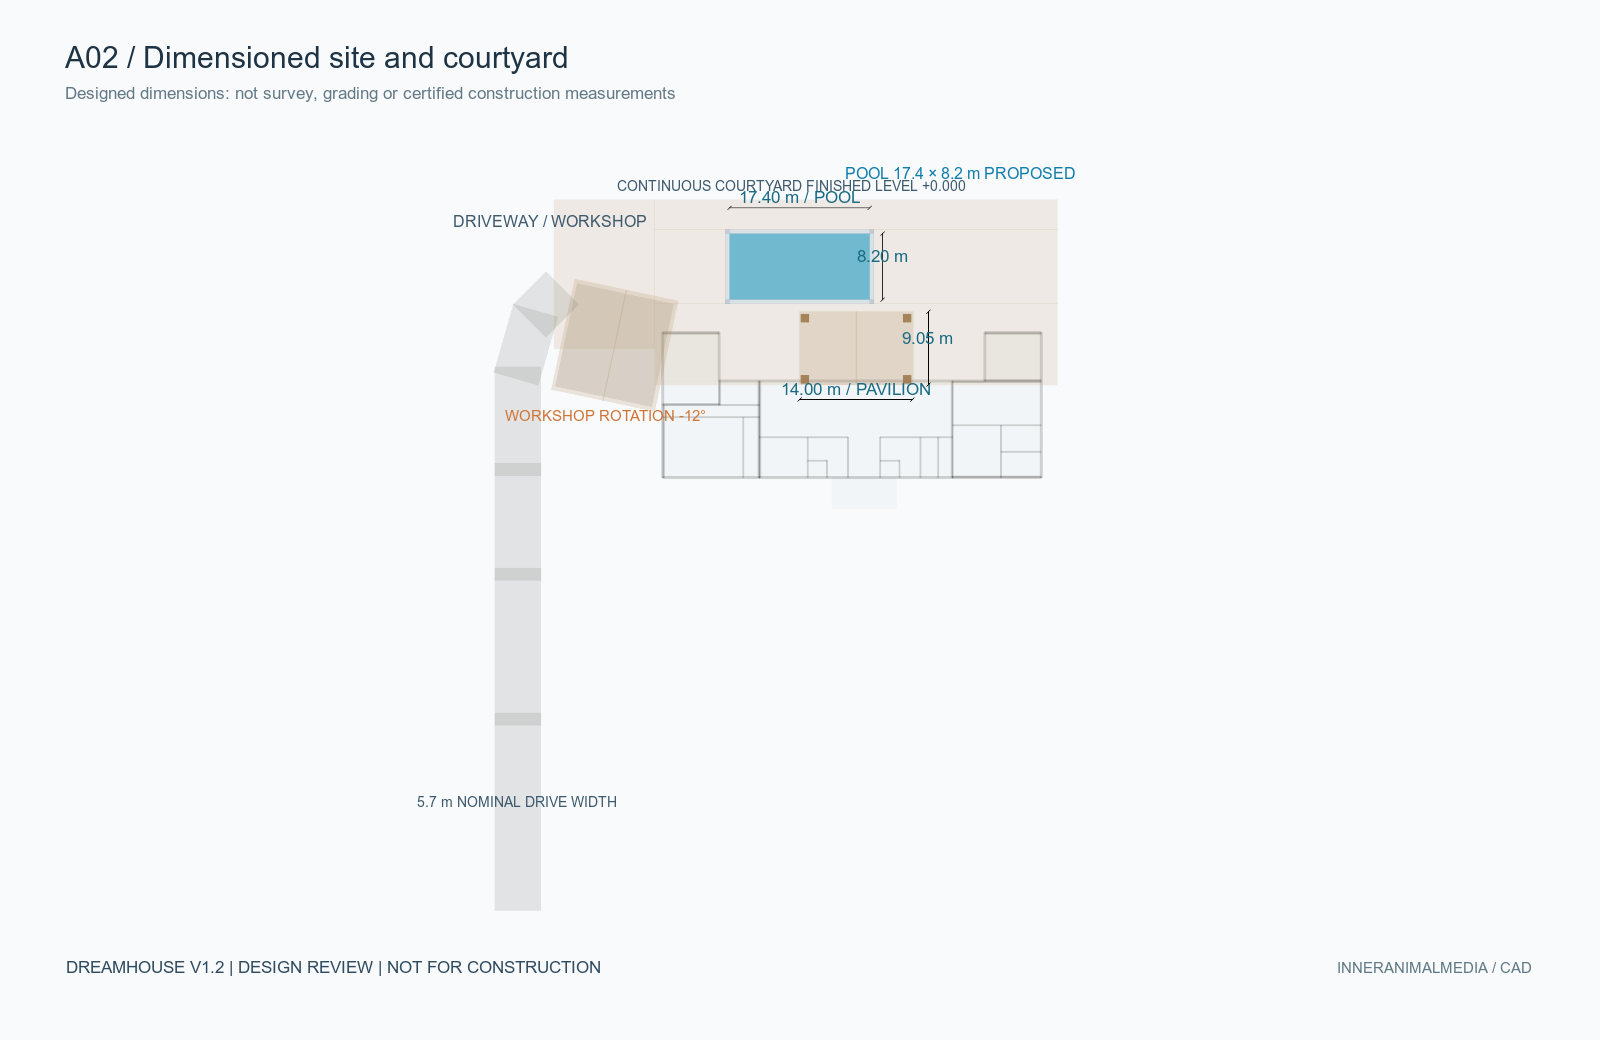 A02 / Dimensioned site and courtyard
Designed dimensions: not survey, grading or certified construction measurements
POOL 17.4 × 8.2 m PROPOSED
CONTINUOUS COURTYARD FINISHED LEVEL +0.000
17.40 m / POOL
DRIVEWAY / WORKSHOP
8.20 m
9.05 m
14.00 m / PAVILION
WORKSHOP ROTATION -12°
5.7 m NOMINAL DRIVE WIDTH
DREAMHOUSE V1.2 | DESIGN REVIEW | NOT FOR CONSTRUCTION
INNERANIMALMEDIA / CAD